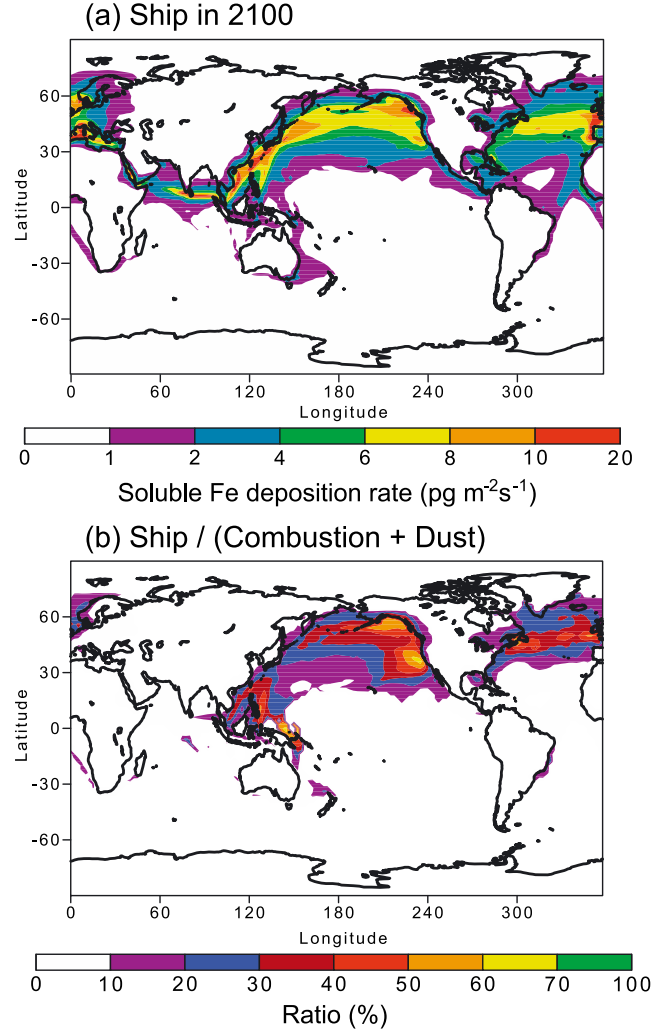 (a) Ship in 2100
Latitude
60
30
0
-30
-60
0 60 120 180 240 300
Longitude
0 1 2 4 6 8 10 20
Soluble Fe deposition rate (pg m⁻²s⁻¹)
(b) Ship / (Combustion + Dust)
Latitude
60
30
0
-30
-60
0 60 120 180 240 300
Longitude
0 10 20 30 40 50 60 70 100
Ratio (%)